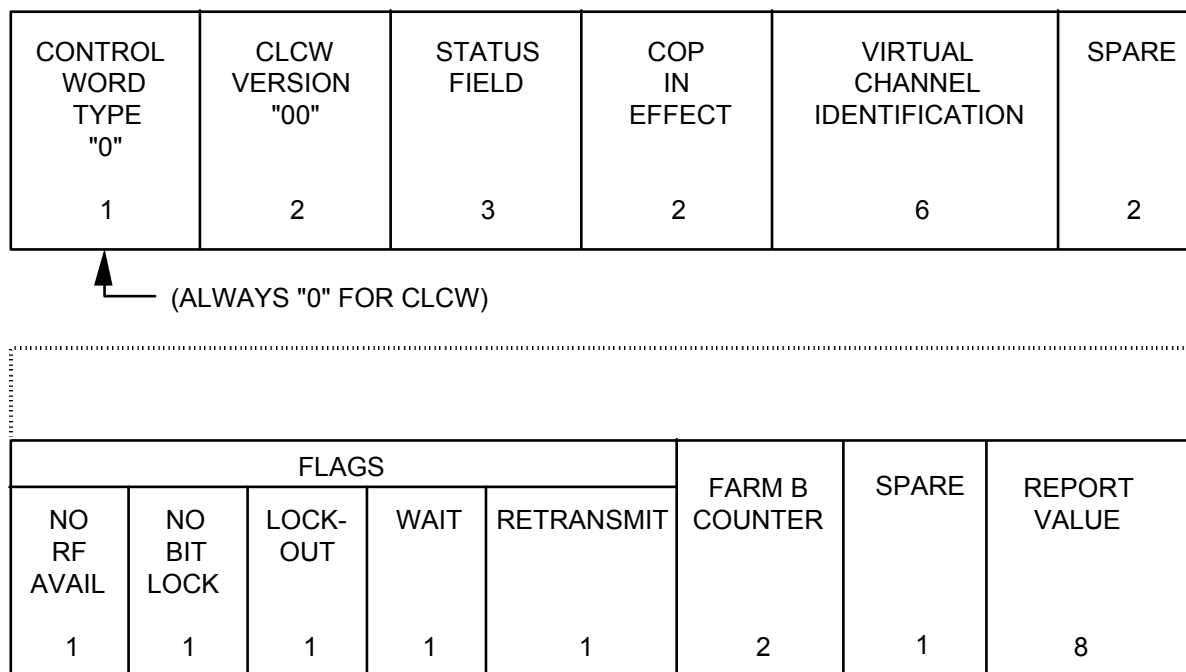 CONTROL
WORD
TYPE
"0"
1
CLCW
VERSION
"00"
2
STATUS
FIELD
3
COP
IN
EFFECT
2
VIRTUAL
CHANNEL
IDENTIFICATION
6
SPARE
2
(ALWAYS "0" FOR CLCW)
FLAGS
NO
RF
AVAIL
1
NO
BIT
LOCK
1
LOCK-
OUT
1
WAIT
1
RETRANSMIT
1
FARM B
COUNTER
2
SPARE
1
REPORT
VALUE
8